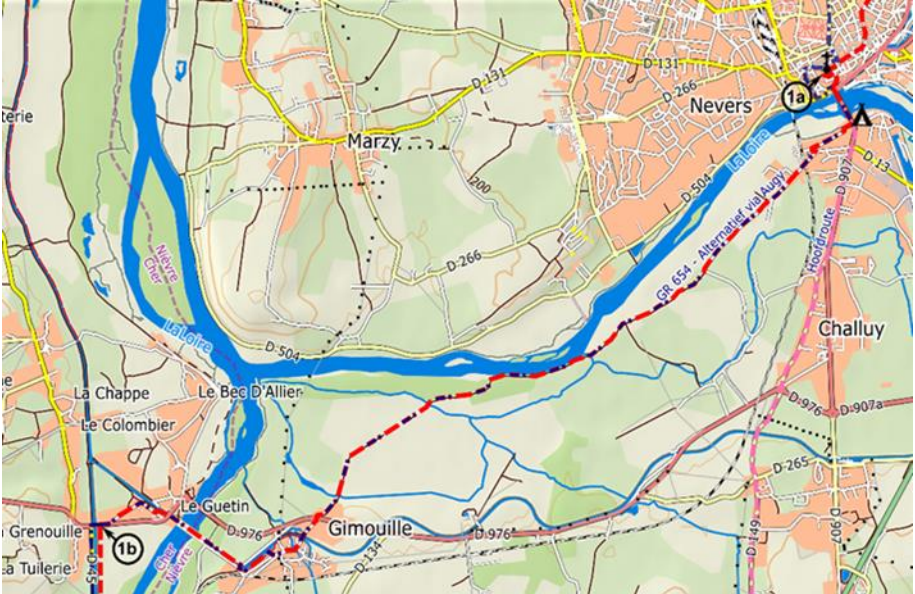 D 131
D 266
1a
Nevers
terie
D 131
Marzy
La Loire
D 504
D 13
D 907
200
GR 654 - Alternatief via Augy
Hoofdroute
D 266
Nièvre
Cher
La Loire
D 504
Challuy
La Chappe
Le Bec D'Allier
D 976
D 907a
Le Colombier
D 265
Le Guetin
Grenouille
D 976
Gimouille
D 976
1b
D 134
D 149
D 907
La Tuilerie
D 45
Cher
Nièvre